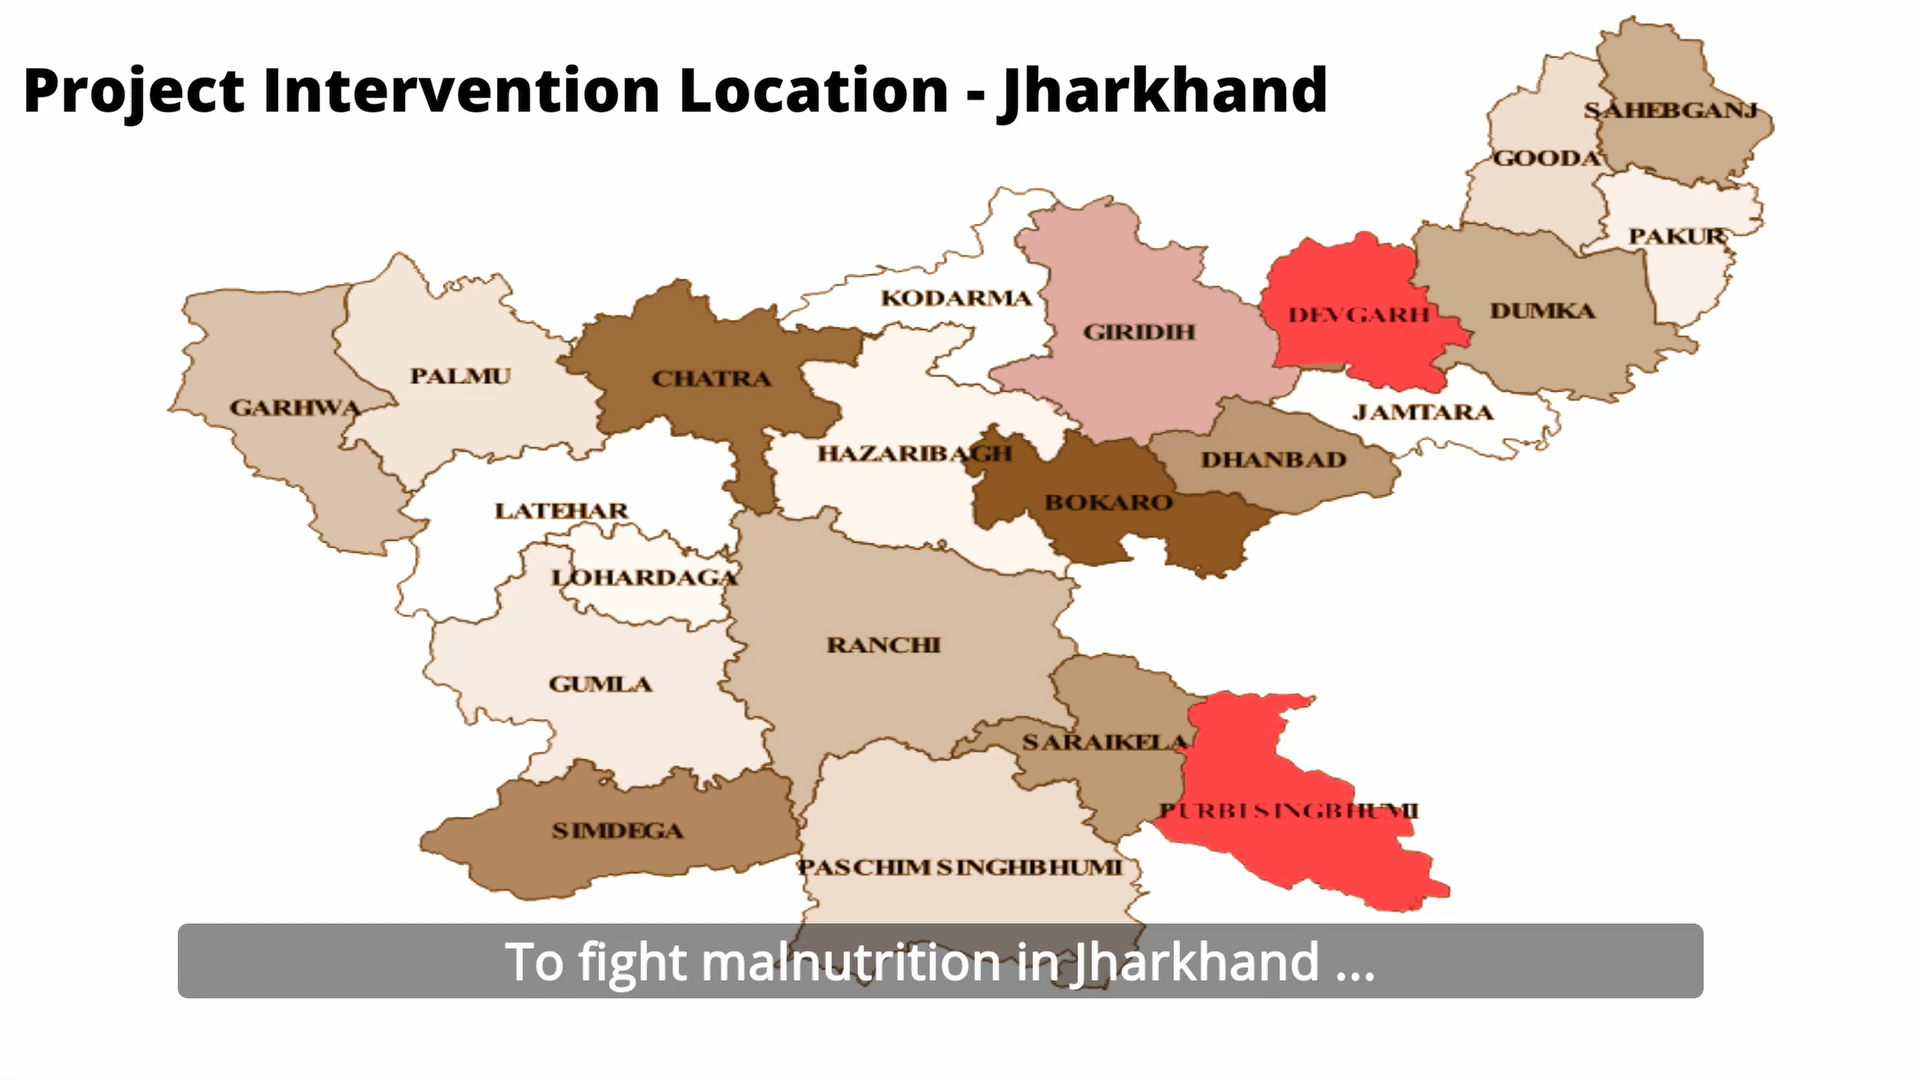 Project Intervention Location - Jharkhand
SAHEBGANJ
GOODA
PAKUR
KODARMA
GIRIDIH
DEVGARH
DUMKA
PALMU
CHATRA
GARHWA
JAMTARA
HAZARIBAGH
DHANBAD
BOKARO
LATEHAR
LOHARDAGA
RANCHI
GUMLA
SARAIKELA
PURBI SINGBHUMI
SIMDEGA
PASCHIM SINGHBHUMI
To fight malnutrition in Jharkhand ...